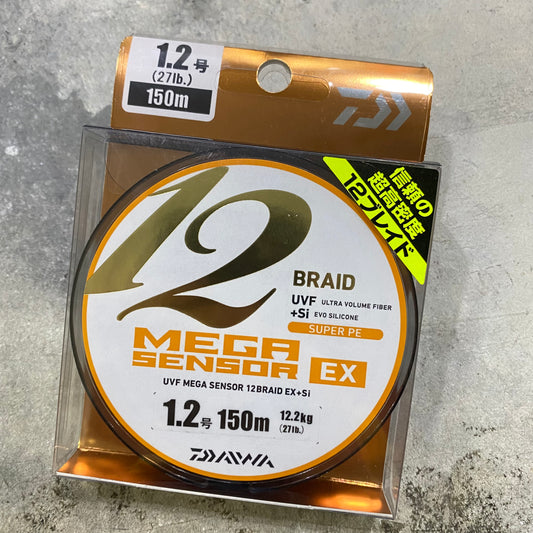 1.2号
(27lb.)
150m
信頼の
超高密度
12ブレイド
12
BRAID
UVF ULTRA VOLUME FIBER
+Si EVO SILICONE
SUPER PE
MEGA
SENSOR EX
UVF MEGA SENSOR 12BRAID EX+Si
1.2号 150m 12.2kg
(27lb.)
DAIWA